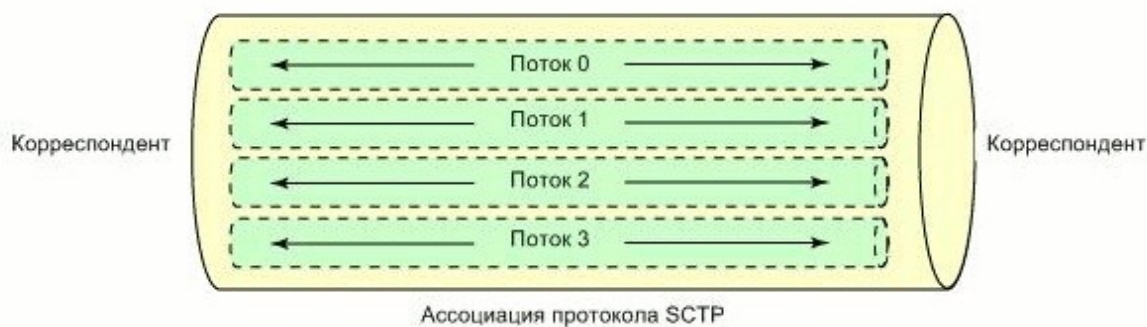 Поток 0
Поток 1
Корреспондент
Корреспондент
Поток 2
Поток 3
Ассоциация протокола SCTP